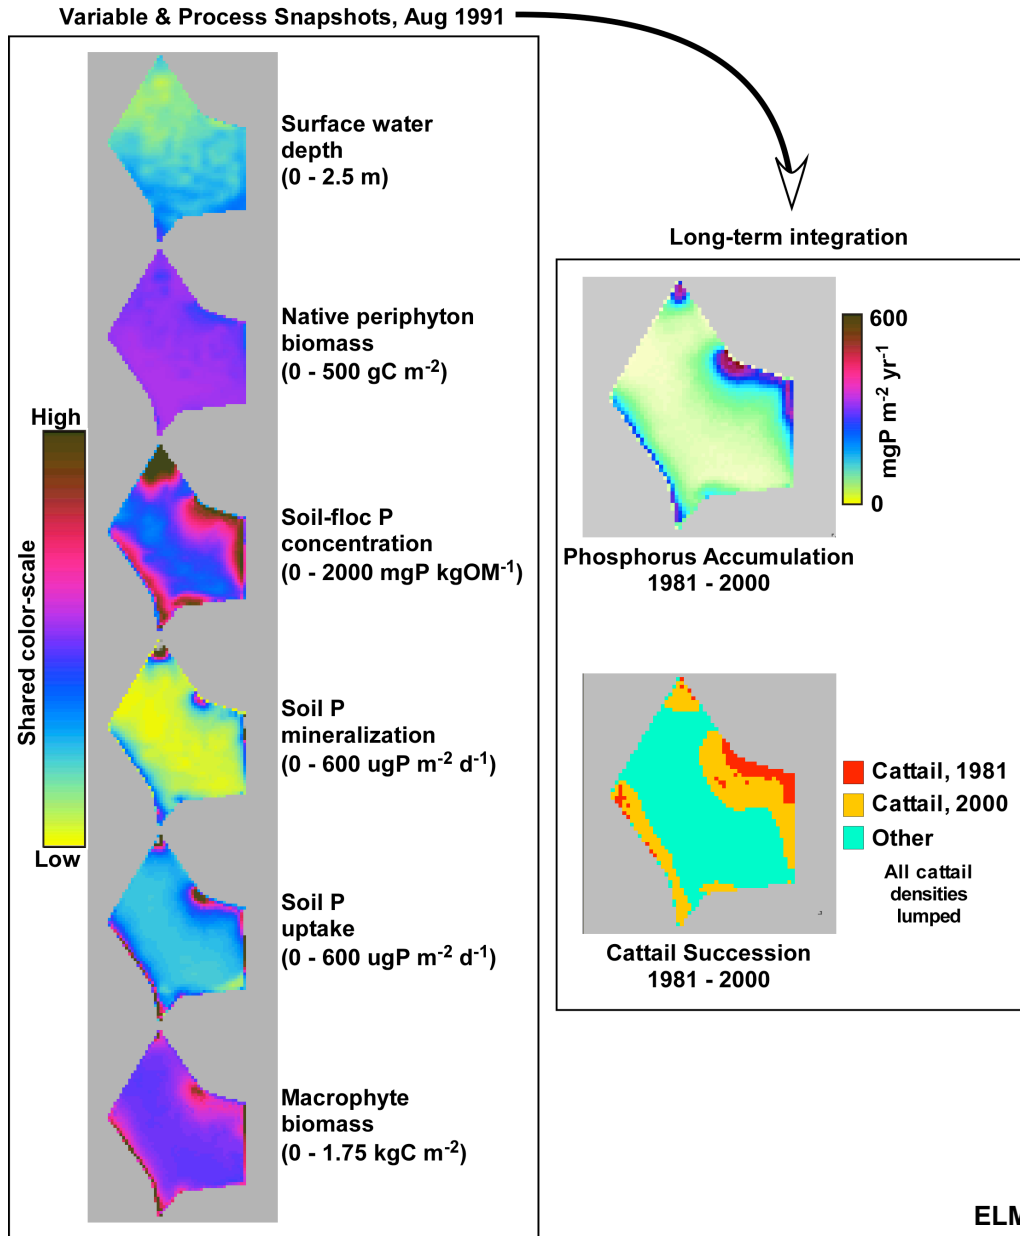 Variable & Process Snapshots, Aug 1991
Surface water
depth
(0 - 2.5 m)
Native periphyton
biomass
(0 - 500 gC m⁻²)
High
Shared color-scale
Low
Soil-floc P
concentration
(0 - 2000 mgP kgOM⁻¹)
Soil P
mineralization
(0 - 600 ugP m⁻² d⁻¹)
Soil P
uptake
(0 - 600 ugP m⁻² d⁻¹)
Macrophyte
biomass
(0 - 1.75 kgC m⁻²)
Long-term integration
600
mgP m⁻² yr⁻¹
0
Phosphorus Accumulation
1981 - 2000
Cattail, 1981
Cattail, 2000
Other
All cattail
densities
lumped
Cattail Succession
1981 - 2000
ELM